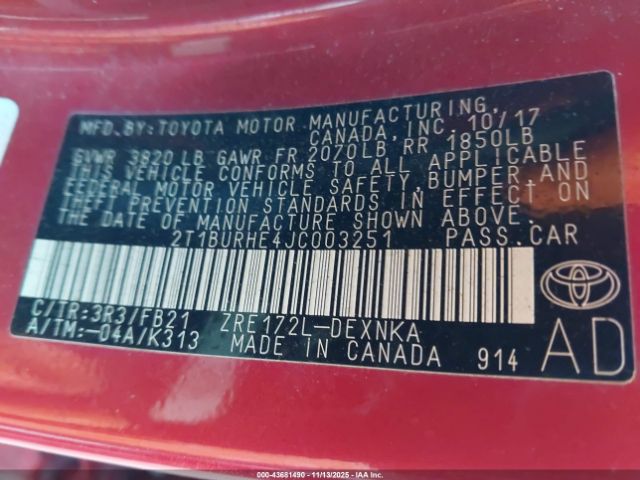 MFD. BY: TOYOTA MOTOR MANUFACTURING,
CANADA, INC. 10/17
GVWR 3820 LB GAWR FR 2070LB RR 1850LB
THIS VEHICLE CONFORMS TO ALL APPLICABLE
FEDERAL MOTOR VEHICLE SAFETY, BUMPER AND
THEFT PREVENTION STANDARDS IN EFFECT ON
THE DATE OF MANUFACTURE SHOWN ABOVE.
2T1BURHE4JC003251 PASS.CAR
C/TR:3R3/FB21 ZRE172L-DEXNKA
A/TM:-04A/K313 MADE IN CANADA 914 AD
000-43681490 - 11/13/2025 - IAA Inc.